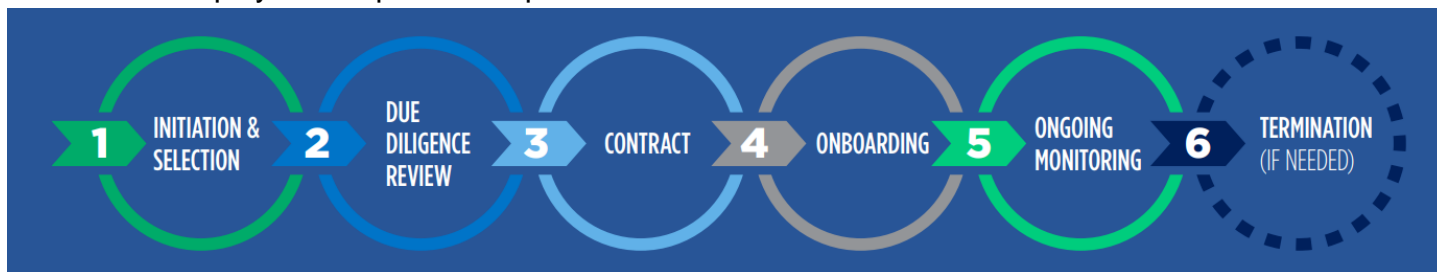 1
INITIATION &
SELECTION
2
DUE
DILIGENCE
REVIEW
3
CONTRACT
4
ONBOARDING
5
ONGOING
MONITORING
6
TERMINATION
(IF NEEDED)